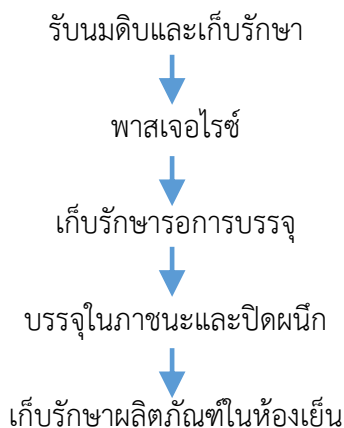 รับนมดิบและเก็บรักษา
พาสเจอไรซ์
เก็บรักษารอการบรรจุ
บรรจุในภาชนะและปิดผนึก
เก็บรักษาผลิตภัณฑ์ในห้องเย็น